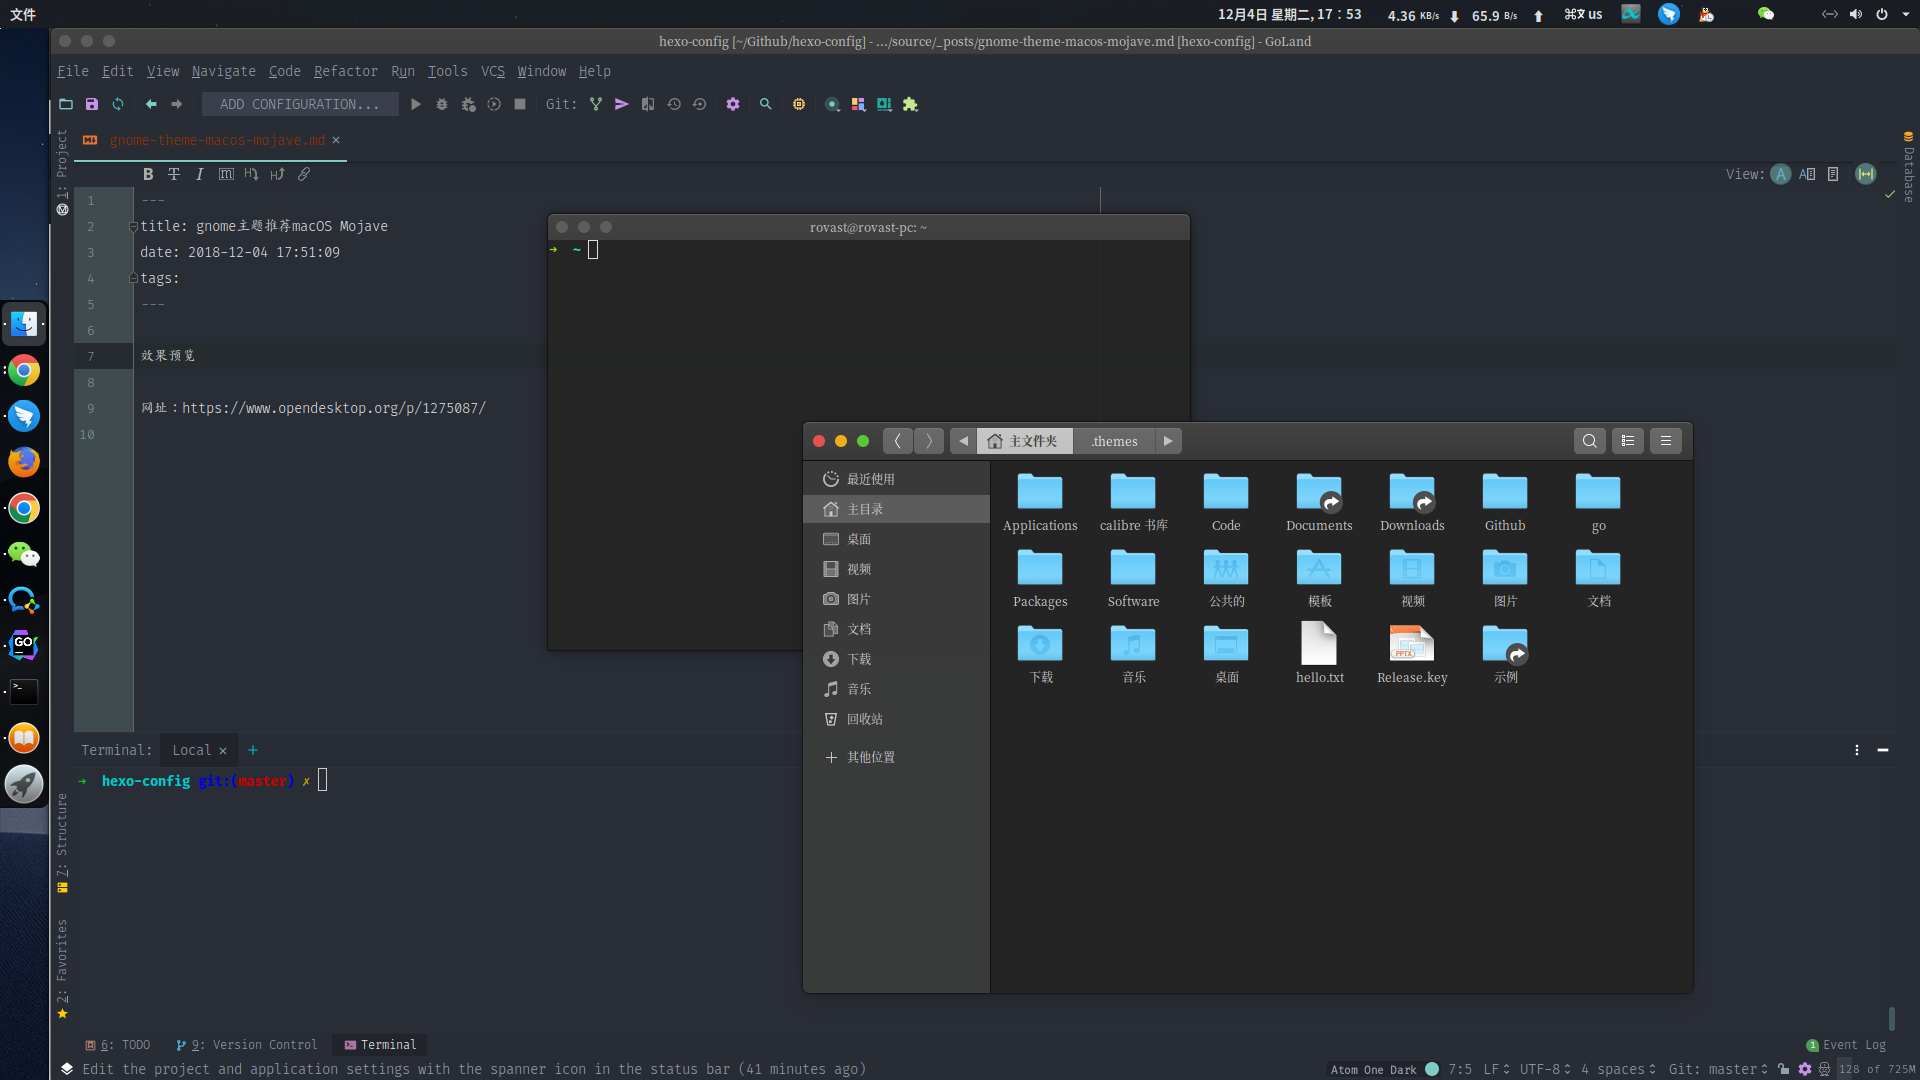 文件
12月4日 星期二, 17：53
4.36 KB/s 65.9 B/s
us
hexo-config [~/Github/hexo-config] - .../source/_posts/gnome-theme-macos-mojave.md [hexo-config] - GoLand
File Edit View Navigate Code Refactor Run Tools VCS Window Help
ADD CONFIGURATION...
Git:
1: Project
gnome-theme-macos-mojave.md
Database
View:
1 ---
2 title: gnome主题推荐macOS Mojave
3 date: 2018-12-04 17:51:09
4 tags:
5 ---
6
7 效果预览
8
9 网址：https://www.opendesktop.org/p/1275087/
10
rovast@rovast-pc: ~
➜ ~
主文件夹 .themes
最近使用
主目录
桌面
视频
图片
文档
下载
音乐
回收站
其他位置
Applications calibre 书库 Code Documents Downloads Github go
Packages Software 公共的 模板 视频 图片 文档
PPTX
下载 音乐 桌面 hello.txt Release.key 示例
Terminal: Local
➜ hexo-config git:(master) ✗
7: Structure
2: Favorites
6: TODO 9: Version Control Terminal
1 Event Log
Edit the project and application settings with the spanner icon in the status bar (41 minutes ago)
Atom One Dark 7:5 LF UTF-8 4 spaces Git: master 128 of 725M